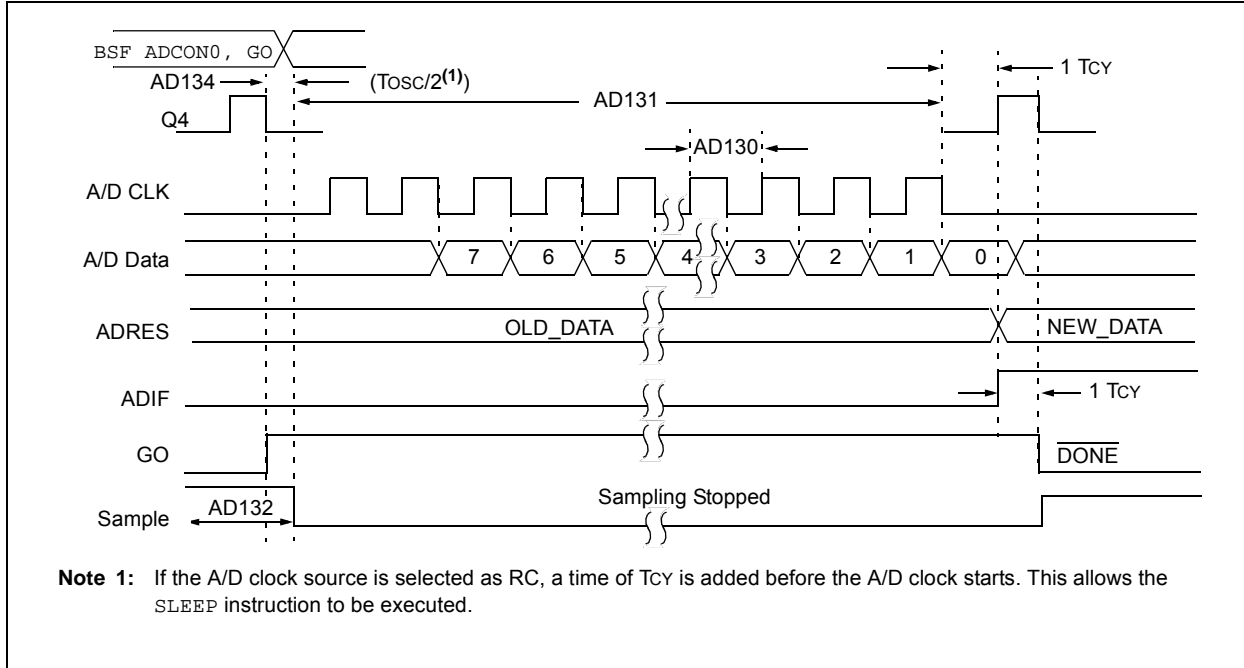 BSF ADCON0, GO
AD134 (TOSC/2(1)) 1 TCY
AD131
Q4
AD130
A/D CLK
A/D Data 7 6 5 4 3 2 1 0
ADRES OLD_DATA NEW_DATA
ADIF 1 TCY
GO DONE
Sample AD132 Sampling Stopped
Note 1: If the A/D clock source is selected as RC, a time of TCY is added before the A/D clock starts. This allows the
SLEEP instruction to be executed.